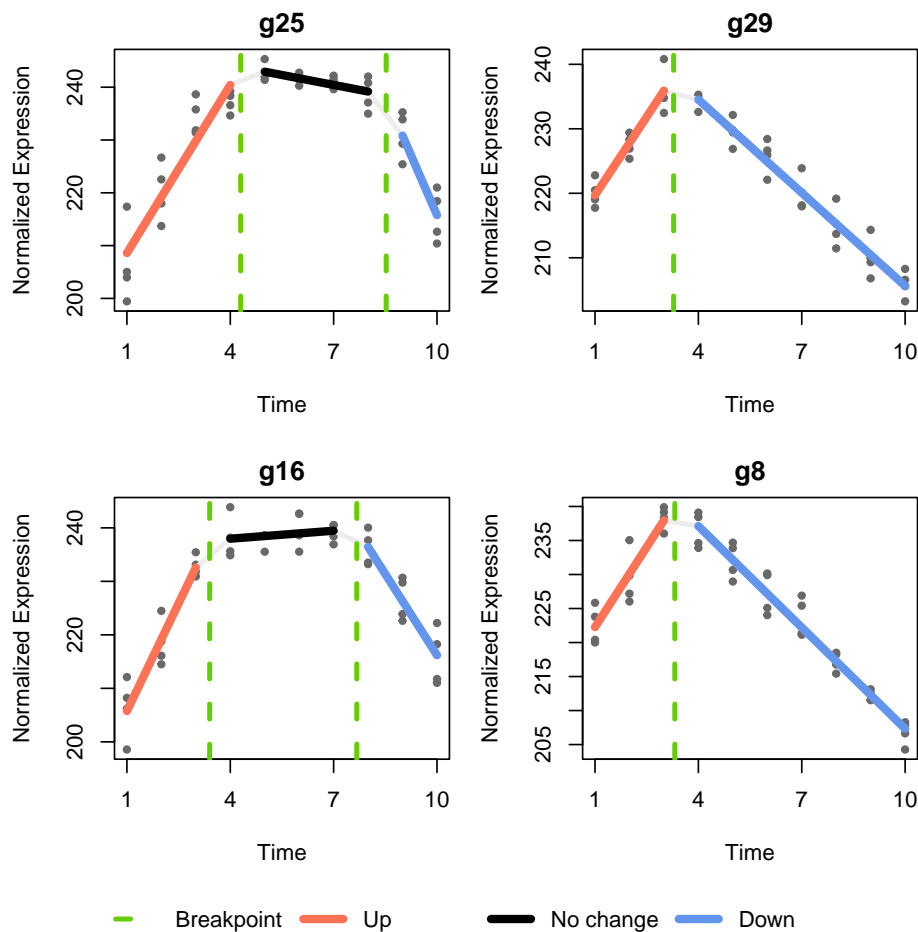 g25
Normalized Expression
200
220
240
1 4 7 10
Time
g29
Normalized Expression
210
220
230
240
1 4 7 10
Time
g16
Normalized Expression
200
220
240
1 4 7 10
Time
g8
Normalized Expression
205
215
225
235
1 4 7 10
Time
Breakpoint Up No change Down